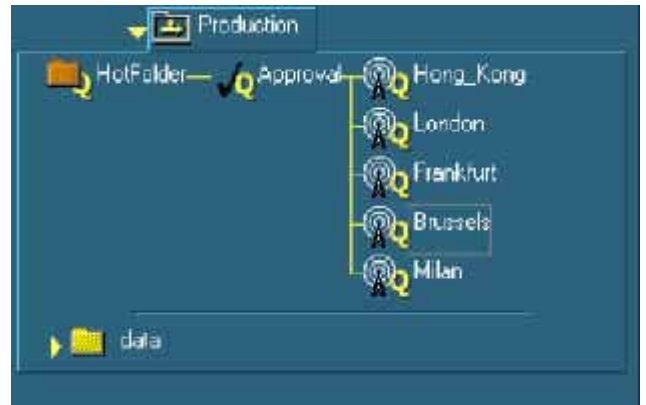 Production
HotFolder Approval Hong_Kong
London
Frankfurt
Brussels
Milan
data